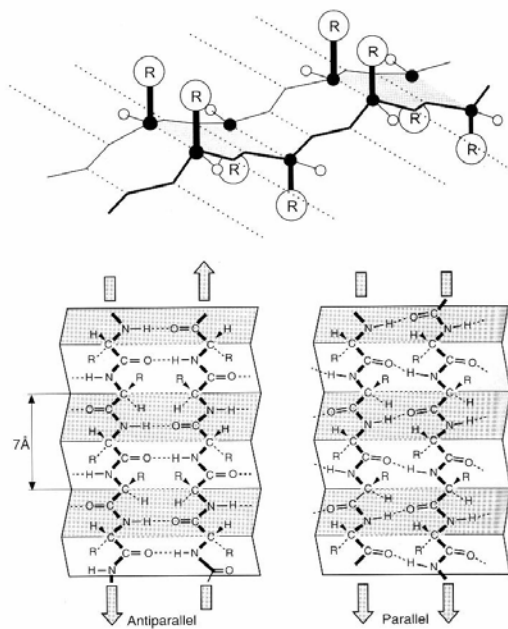 R
R
R
R
R
R
R
R
O=C
N–H O=C N–H N–H
H H H H
C C C C
R C=O H–N R R C=O R C=O
H–N R R C=O H–N R H–N R
C C C C
H H H H
O=C N O=C O=C
7Å
N–H O=C N–H N–H
H C C H H C H C
R C=O H–N R R C=O R C=O
H–N R R C=O H–N R H–N R
C C C C
O=C H H N–H O=C H O=C H
N–H O=C N–H N–H
H C C H H C H C
R C=O H–N R R C=O R C=O
H–N C=O H–N
Antiparallel Parallel